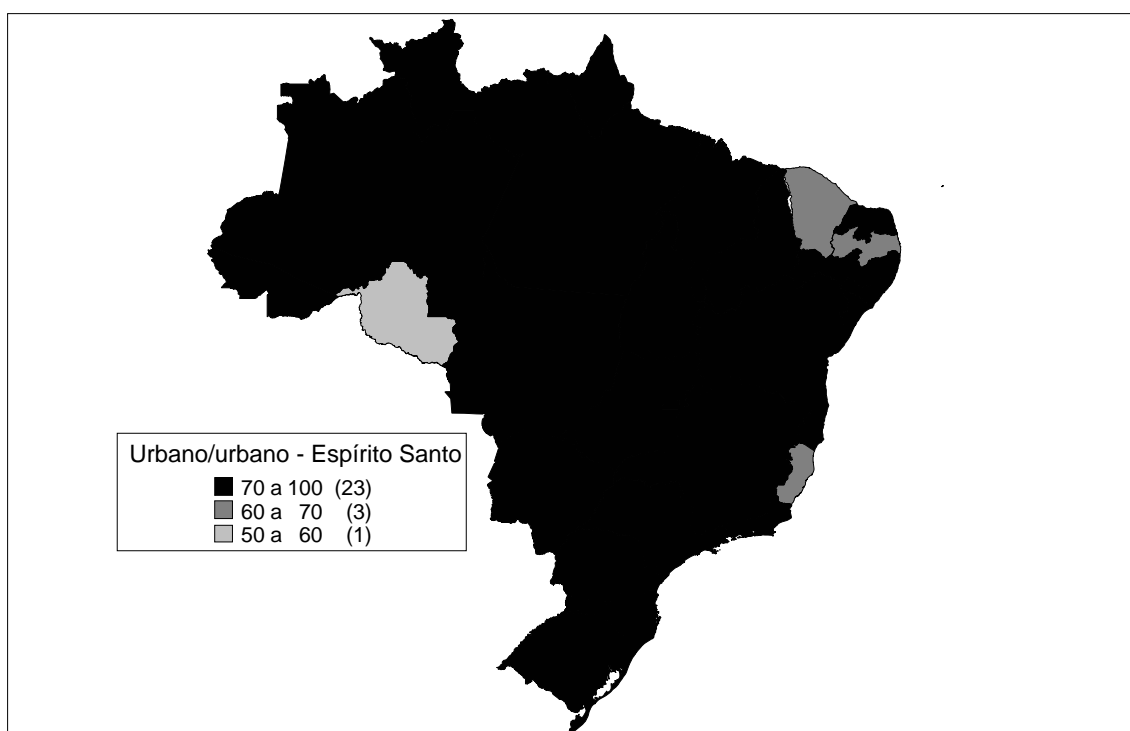 Urbano/urbano - Espírito Santo
70 a 100 (23)
60 a 70 (3)
50 a 60 (1)